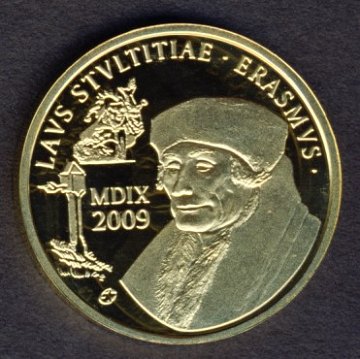 LAVS STVLTITIAE · ERASMVS ·
MDIX
2009